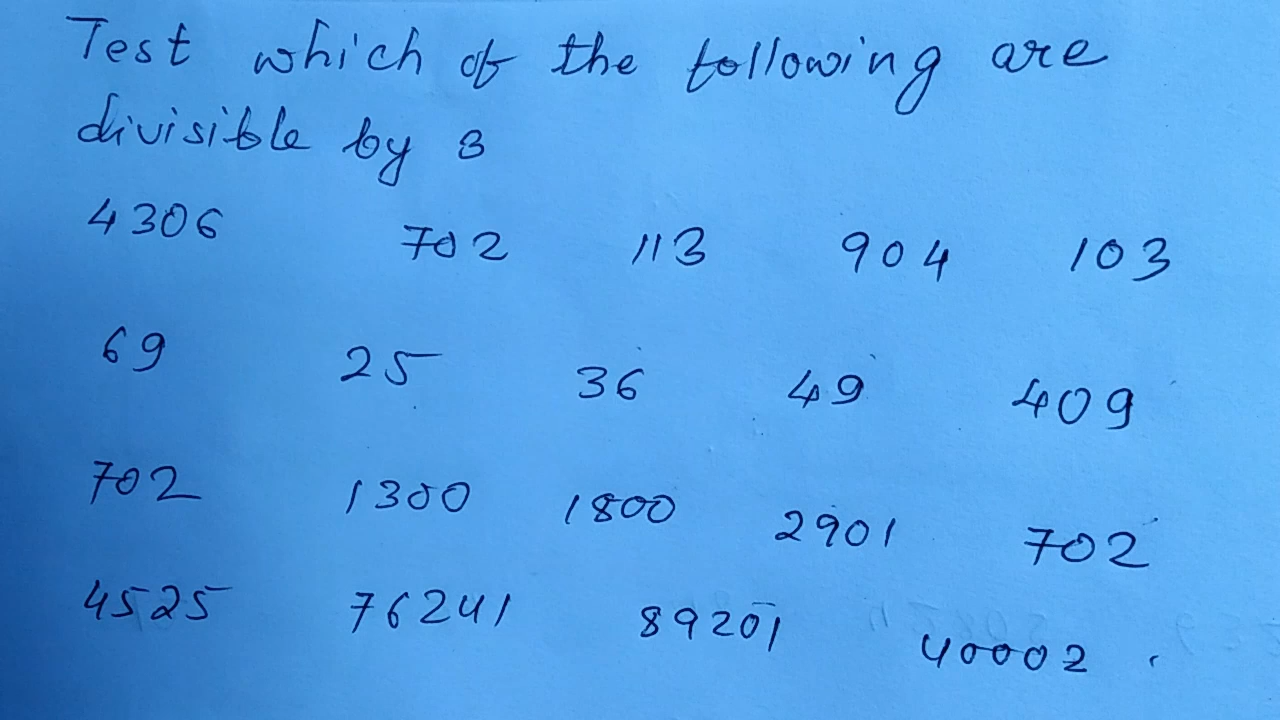 Test which of the following are
divisible by 3
4306 702 113 904 103
69 25 36 49 409
702 1300 1800 2901 702
4525 76241 89201 40002.